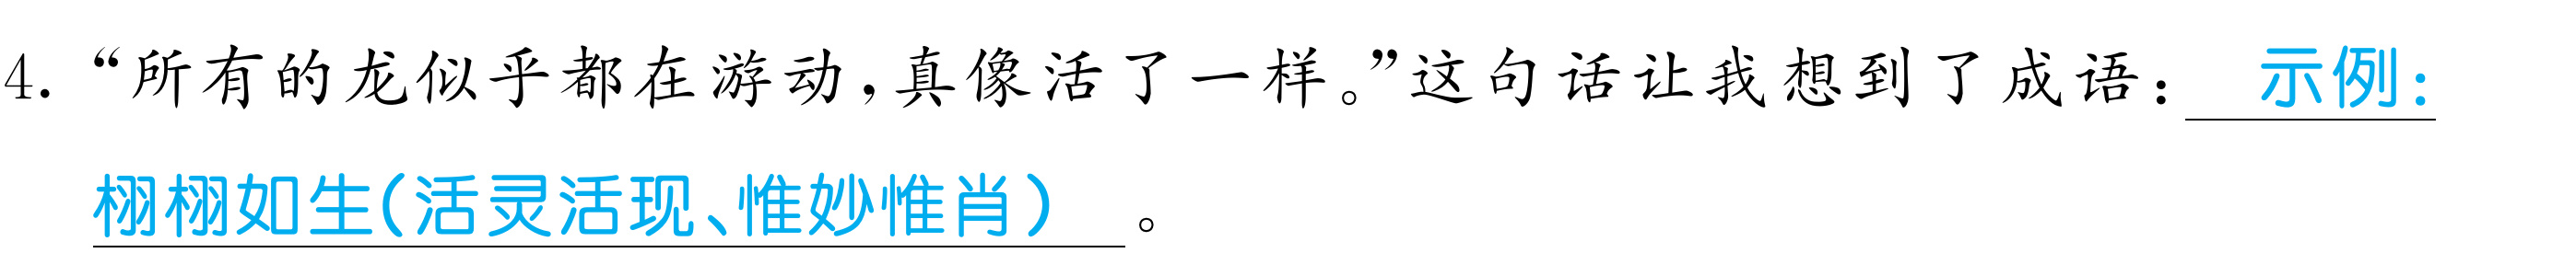 4. “所有的龙似乎都在游动,真像活了一样。”这句话让我想到了成语: 示例:
栩栩如生(活灵活现、惟妙惟肖) 。